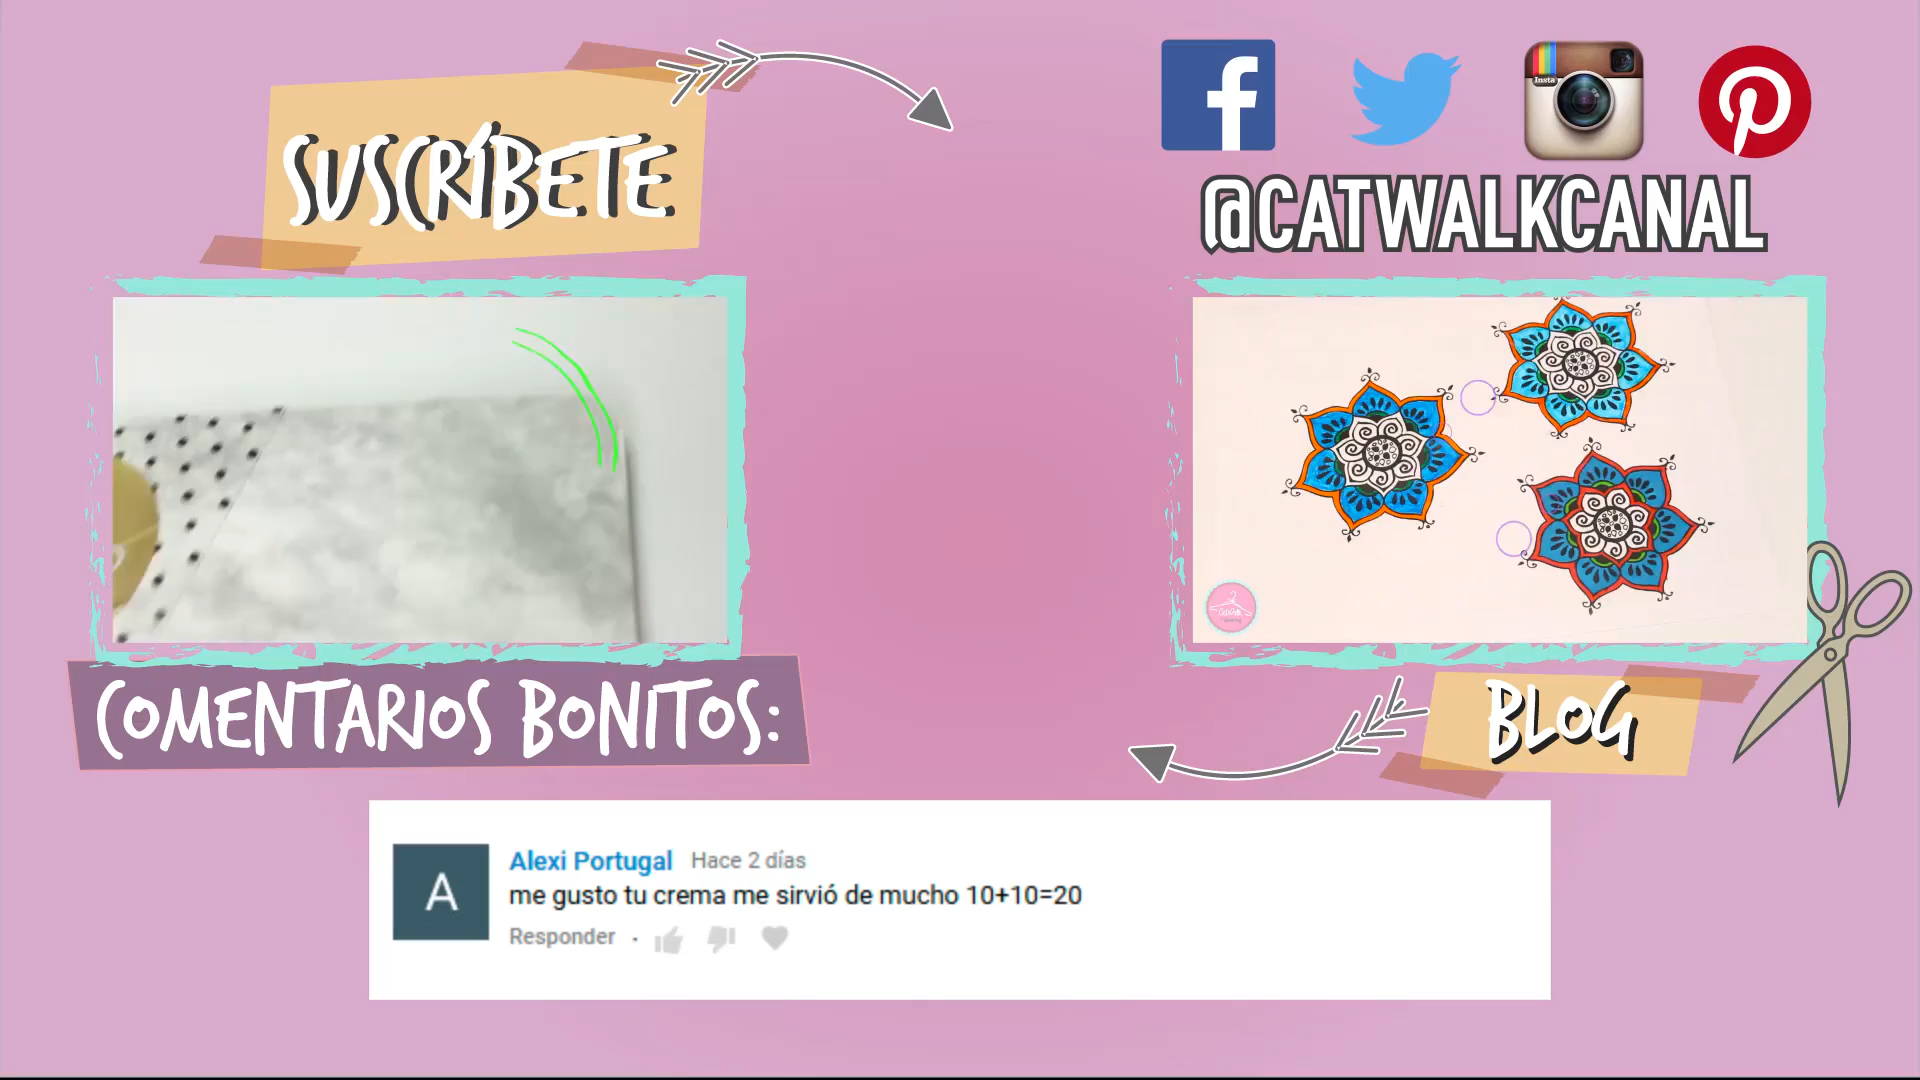 SUSCRÍBETE
Insta
@CATWALKCANAL
COMENTARIOS BONITOS:
BLOG
A
Alexi Portugal Hace 2 días
me gusto tu crema me sirvió de mucho 10+10=20
Responder